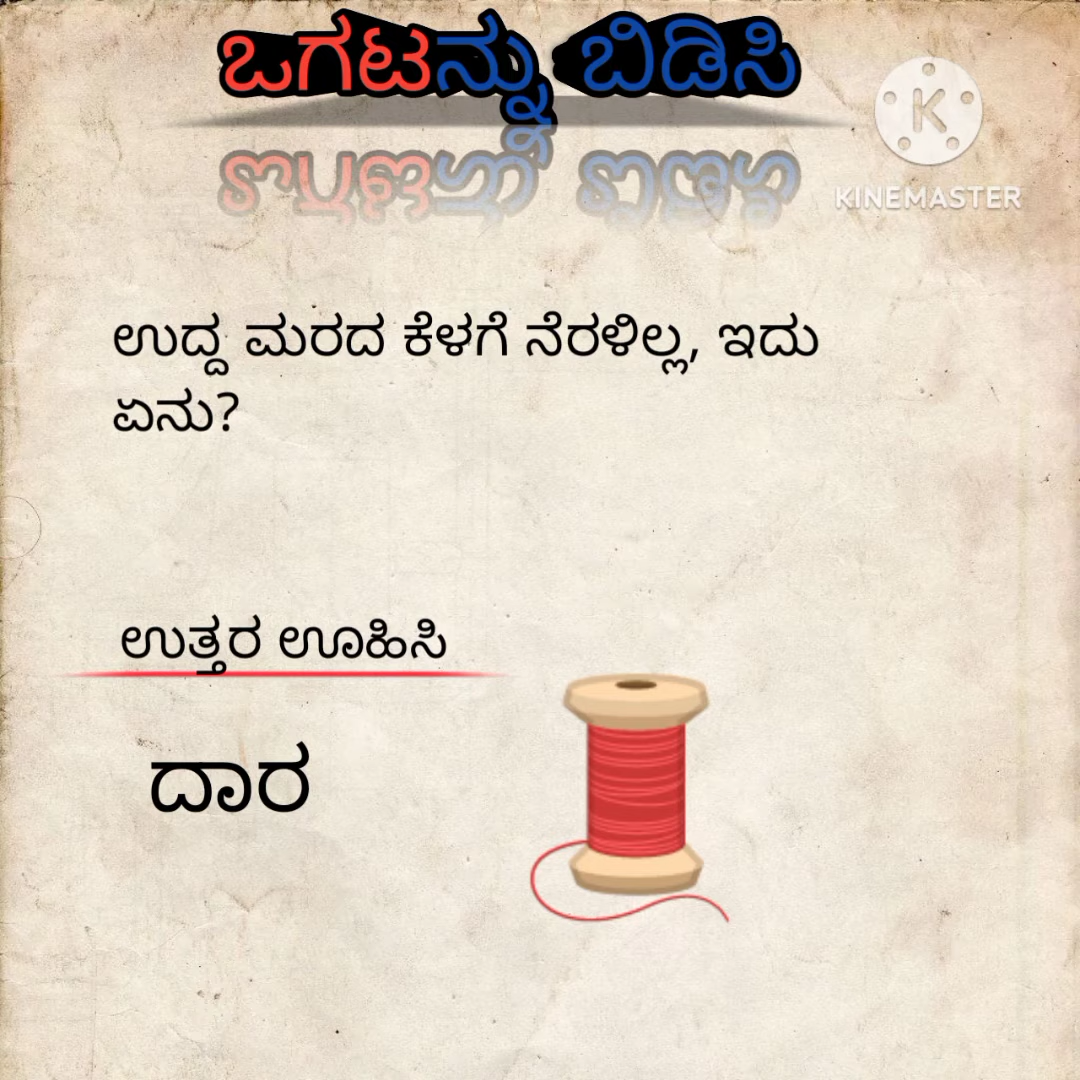 ಒಗಟನ್ನು ಬಿಡಿಸಿ
KINEMASTER
ಉದ್ದ ಮರದ ಕೆಳಗೆ ನೆರಳಿಲ್ಲ, ಇದು
ಏನು?
ಉತ್ತರ ಊಹಿಸಿ
ದಾರ